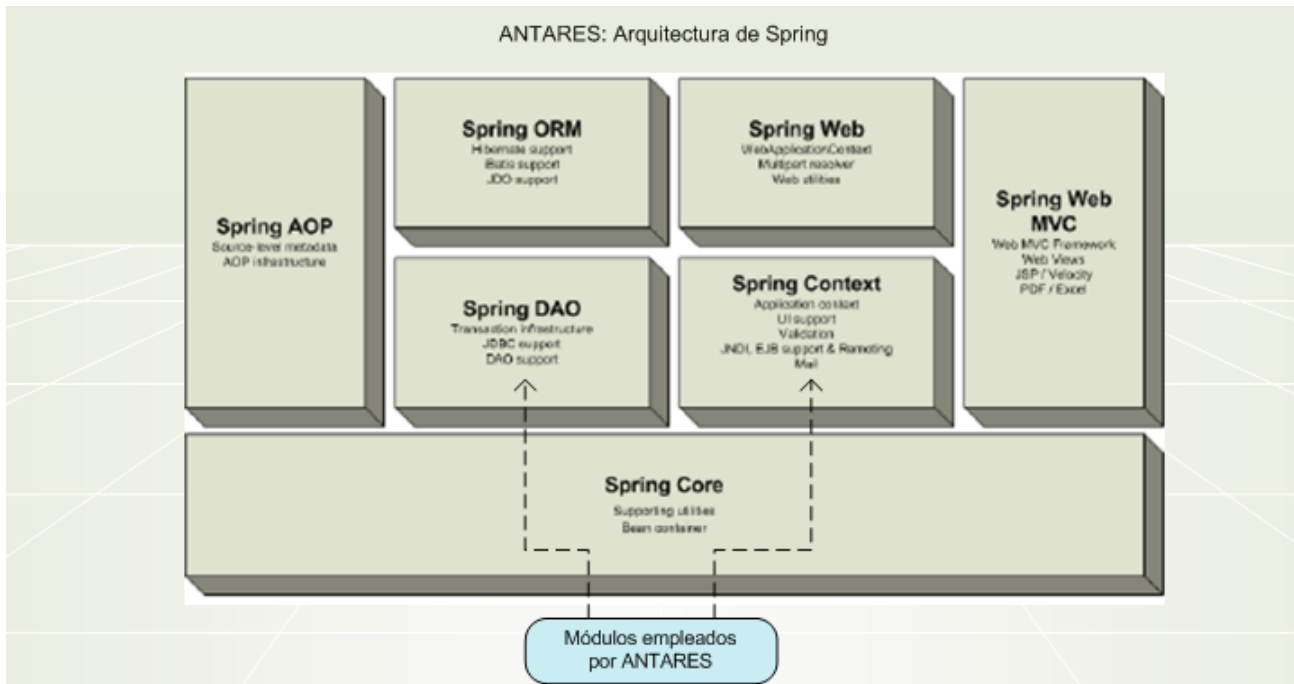 ANTARES: Arquitectura de Spring
Spring ORM
Hibernate support
iBatis support
JDO support
Spring Web
WebApplicationContext
Multipart resolver
Web utilities
Spring AOP
Source-level metadata
AOP infrastructure
Spring Web
MVC
Web MVC Framework
Web Views
JSP / Velocity
PDF / Excel
Spring DAO
Transaction infrastructure
JDBC support
DAO support
Spring Context
Application context
UI support
Validation
JNDI, EJB support & Remoting
Mail
Spring Core
Supporting utilities
Bean container
Módulos empleados
por ANTARES